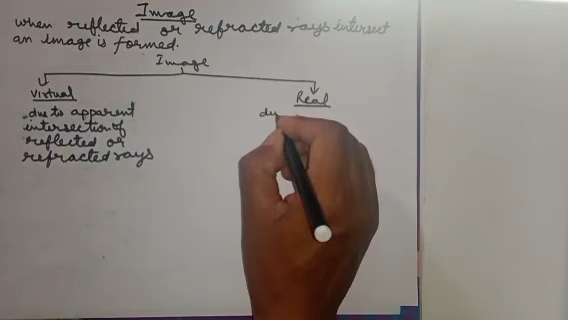 Image
when reflected or refracted rays intersect
an image is formed.
Image
Virtual
due to apparent
intersection of
reflected or
refracted rays
Real
du